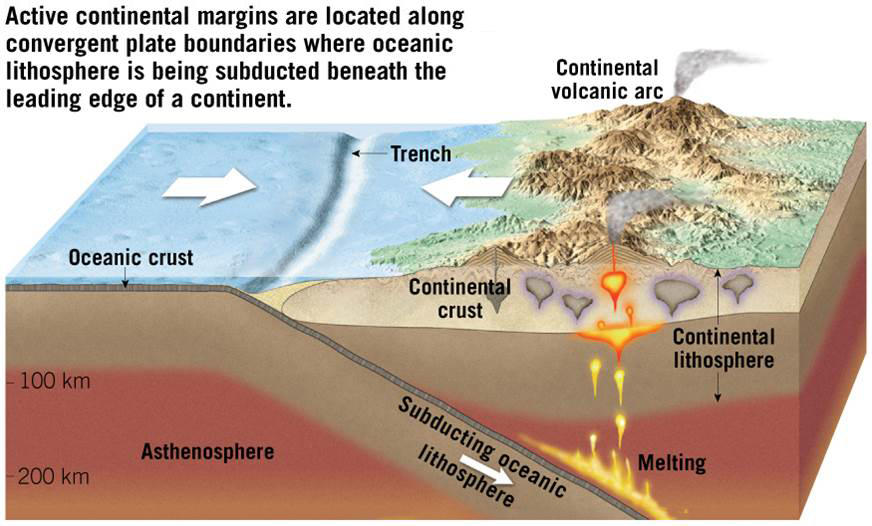 Active continental margins are located along
convergent plate boundaries where oceanic
lithosphere is being subducted beneath the
leading edge of a continent.
Continental
volcanic arc
Trench
Oceanic crust
Continental
crust
Continental
lithosphere
100 km
Subducting oceanic
lithosphere
Asthenosphere
Melting
200 km